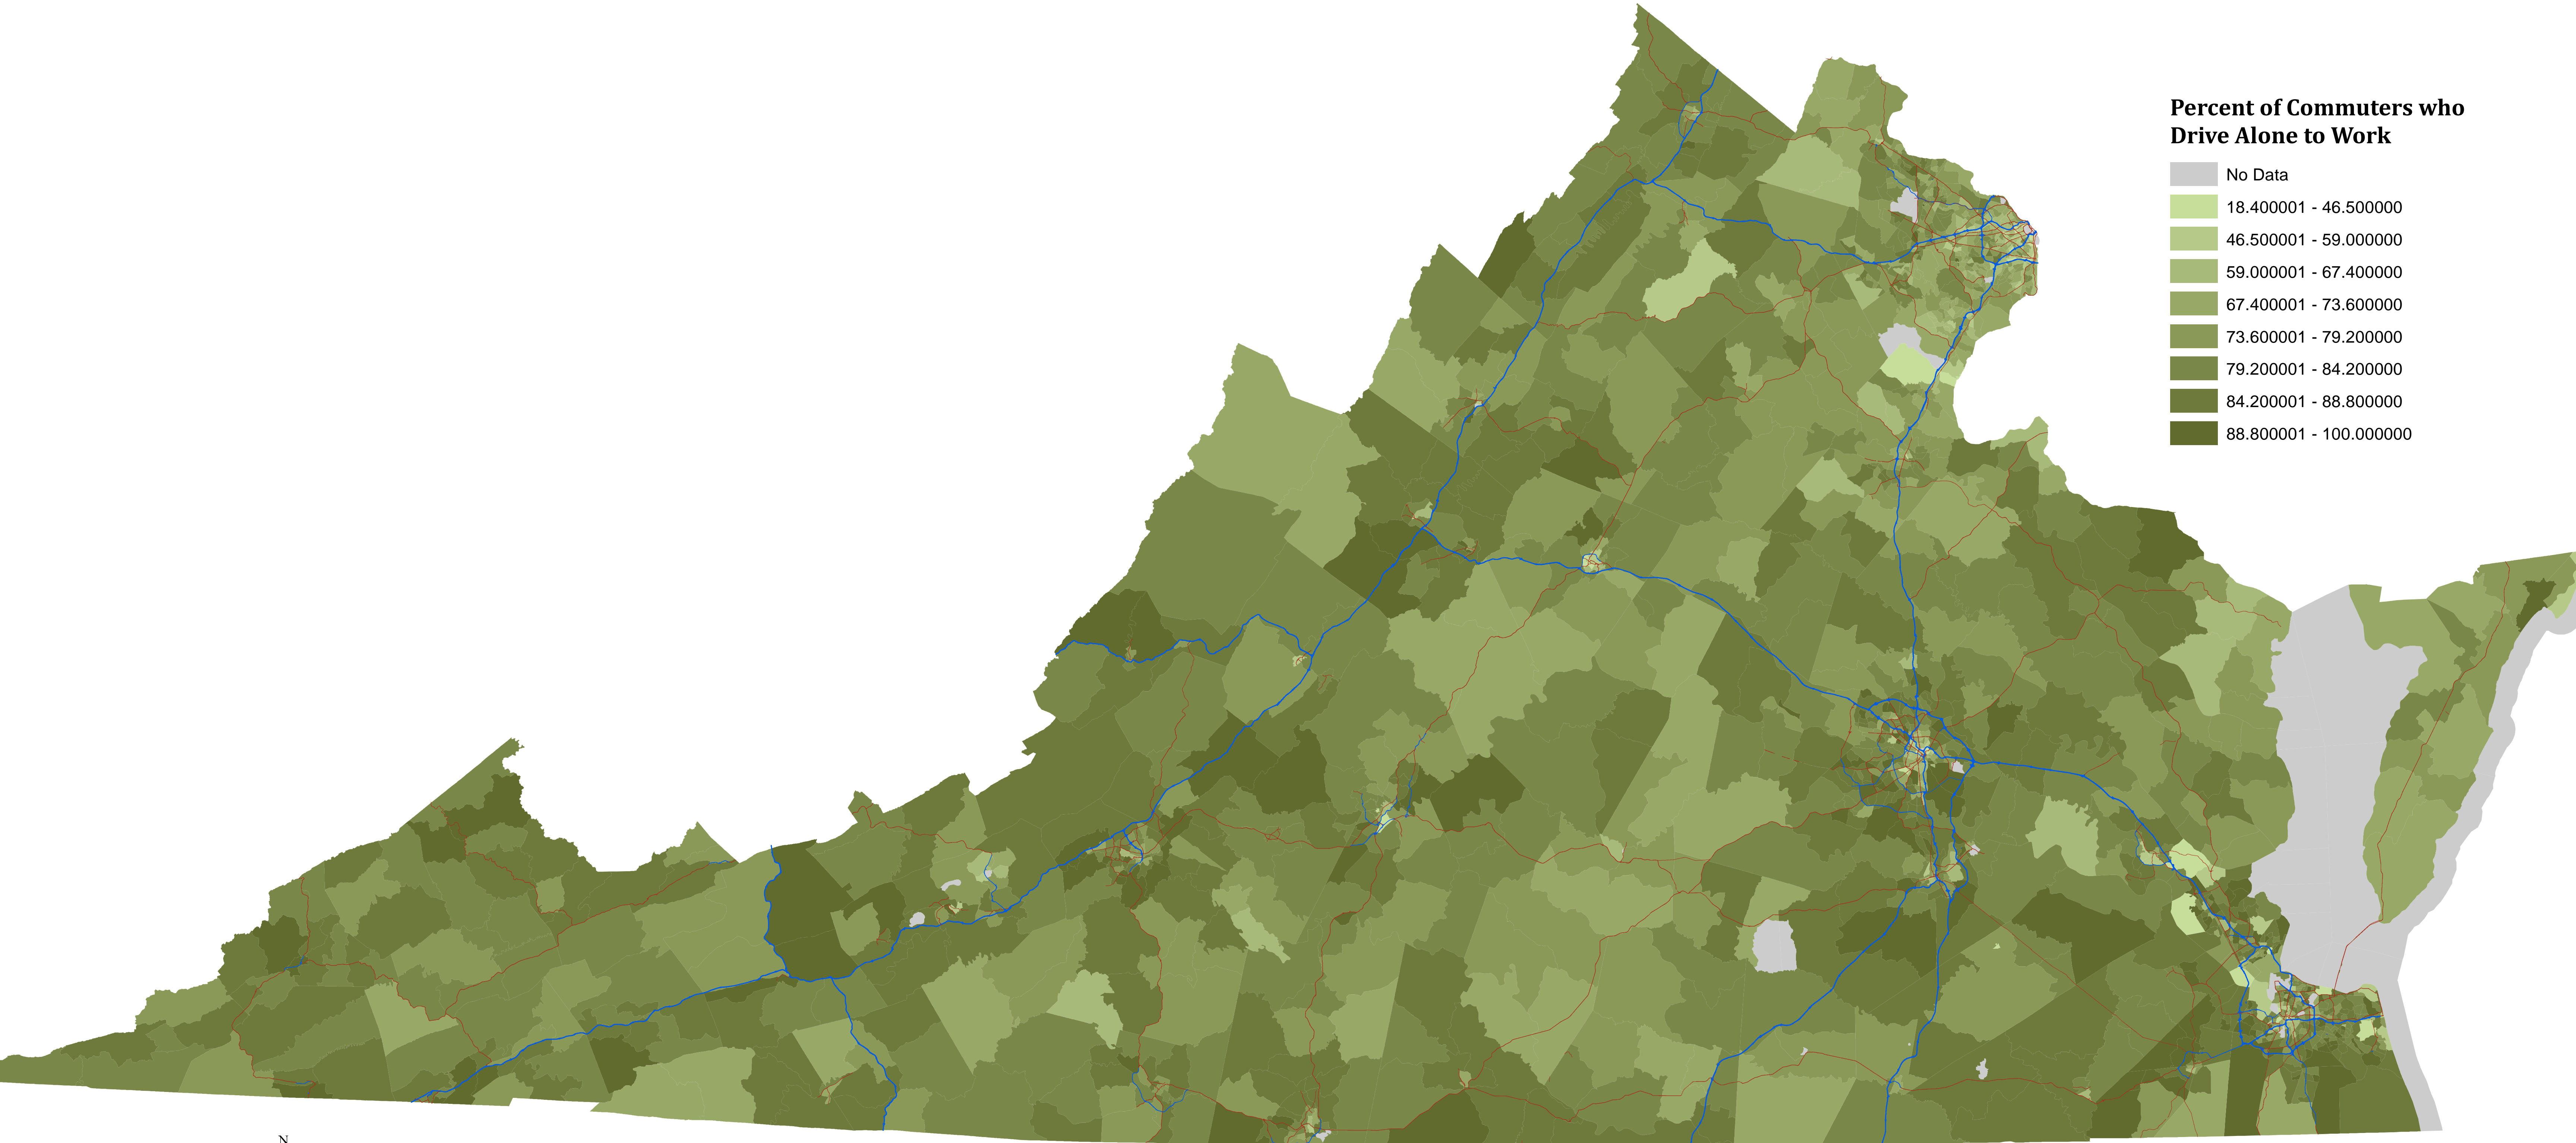 Percent of Commuters who
Drive Alone to Work
No Data
18.400001 - 46.500000
46.500001 - 59.000000
59.000001 - 67.400000
67.400001 - 73.600000
73.600001 - 79.200000
79.200001 - 84.200000
84.200001 - 88.800000
88.800001 - 100.000000
N